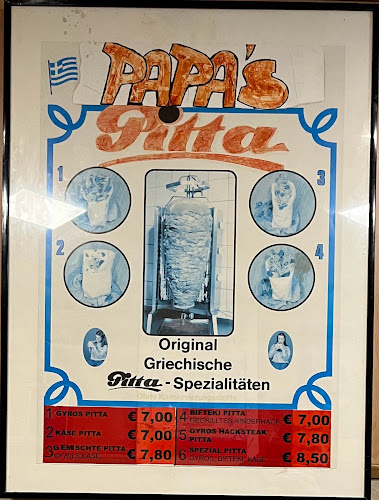 PAPA's
Pitta
1
3
2
4
Original
Griechische
Pitta - Spezialitäten
1 GYROS PITTA € 7,00
2 KÄSE PITTA € 7,00
3 GEMISCHTE PITTA
GYROS KÄSE € 7,80
4 BIFTEKI PITTA
GEGRILLTES RINDERHACK € 7,00
5 GYROS HACKSTEAK
PITTA € 7,80
6 SPEZIAL PITTA
GYROS, BIFTEKI, KÄSE € 8,50